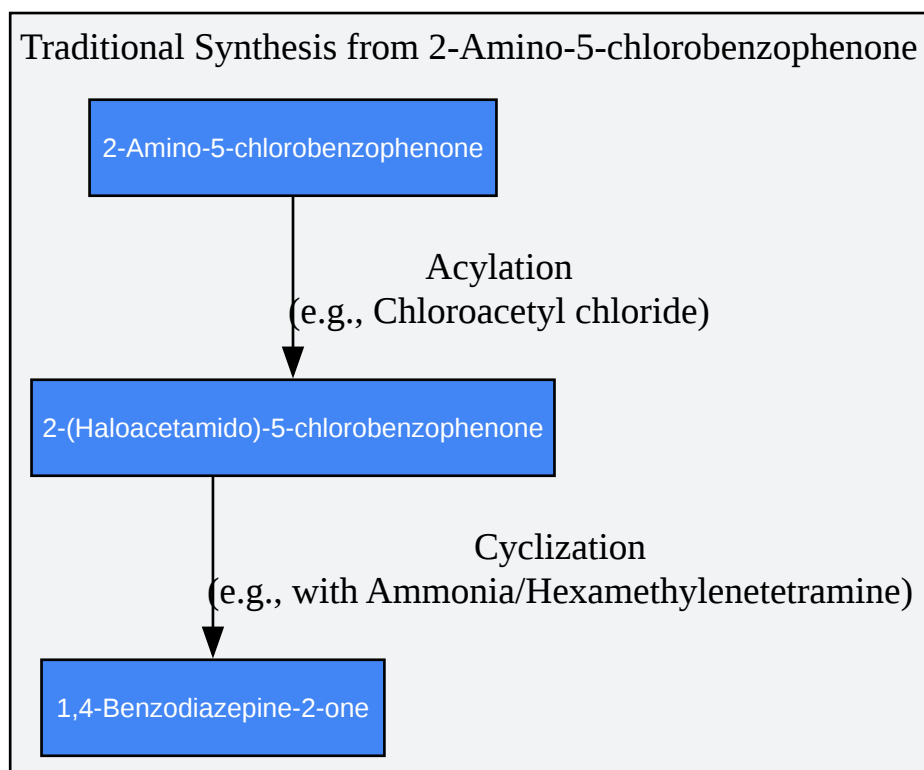 Traditional Synthesis from 2-Amino-5-chlorobenzophenone
2-Amino-5-chlorobenzophenone
Acylation
(e.g., Chloroacetyl chloride)
2-(Haloacetamido)-5-chlorobenzophenone
Cyclization
(e.g., with Ammonia/Hexamethylenetetramine)
1,4-Benzodiazepine-2-one